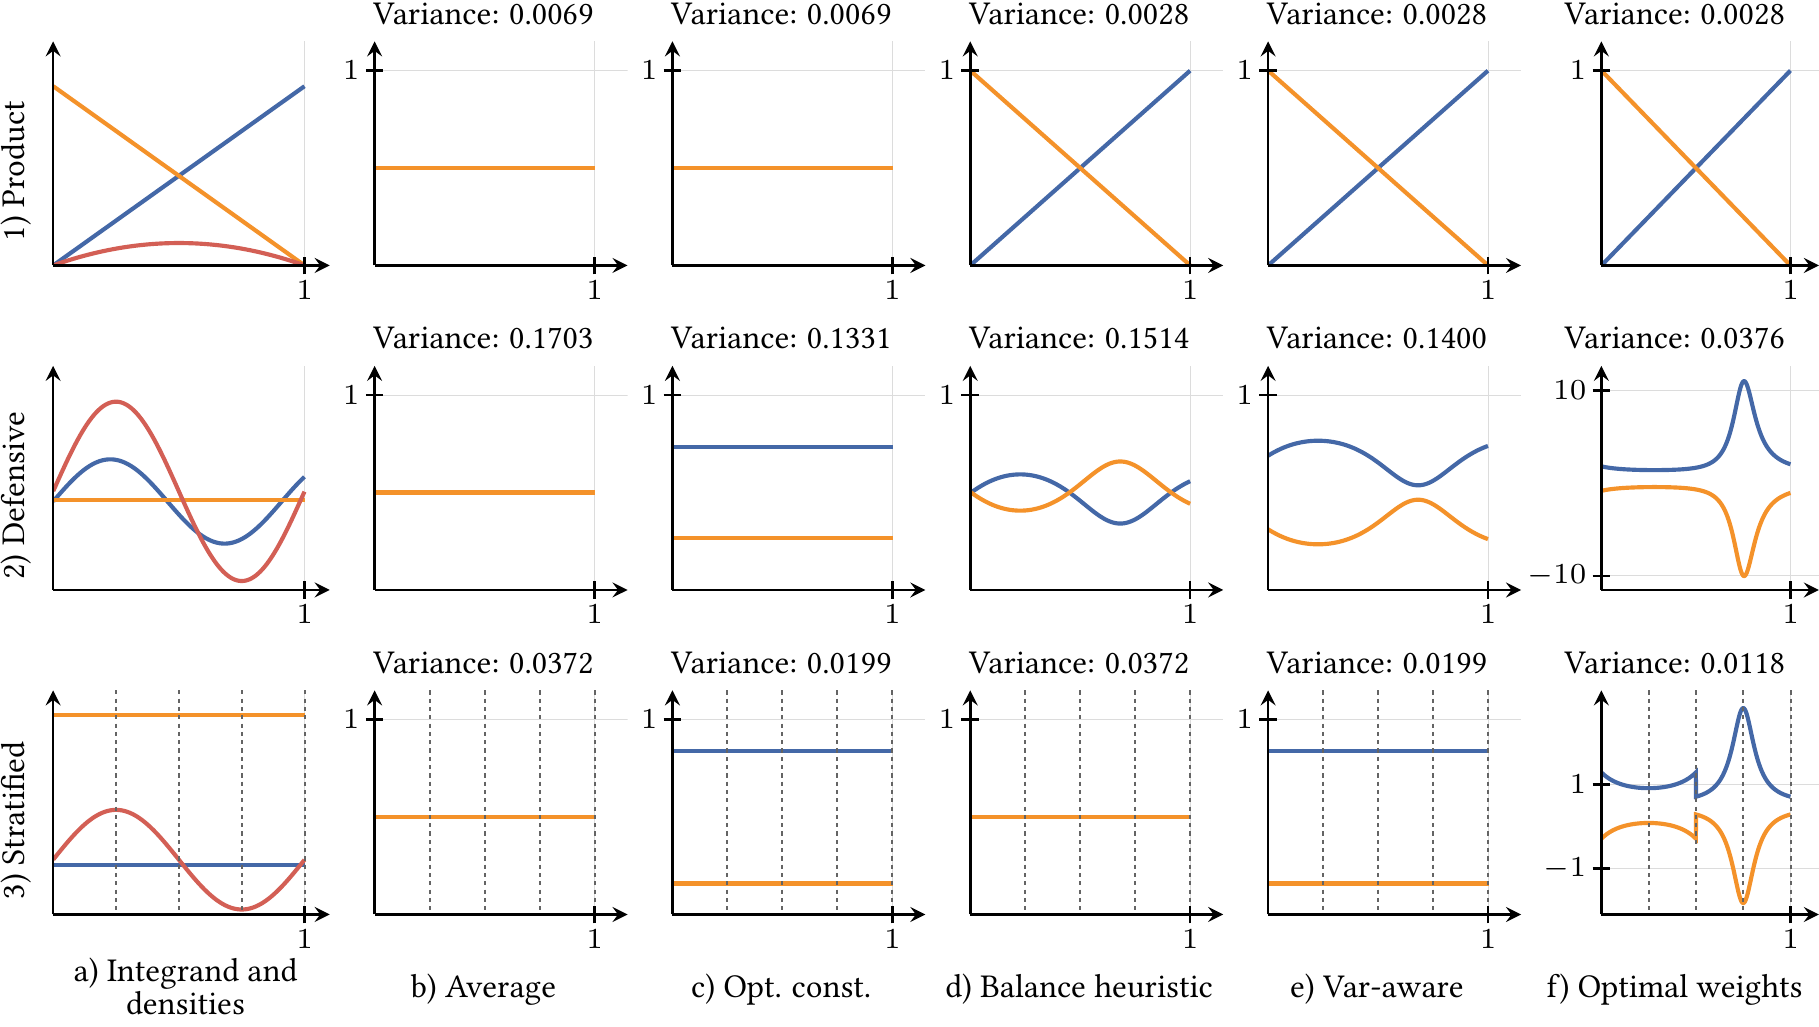 Variance: 0.0069
Variance: 0.0069
Variance: 0.0028
Variance: 0.0028
Variance: 0.0028
1) Product
1
1
1
1
1
1
1
1
1
1
1
Variance: 0.1703
Variance: 0.1331
Variance: 0.1514
Variance: 0.1400
Variance: 0.0376
2) Defensive
1
1
1
1
10
−10
1
1
1
1
1
1
Variance: 0.0372
Variance: 0.0199
Variance: 0.0372
Variance: 0.0199
Variance: 0.0118
3) Stratified
1
1
1
1
1
−1
1
1
1
1
1
1
a) Integrand and
densities
b) Average
c) Opt. const.
d) Balance heuristic
e) Var-aware
f) Optimal weights